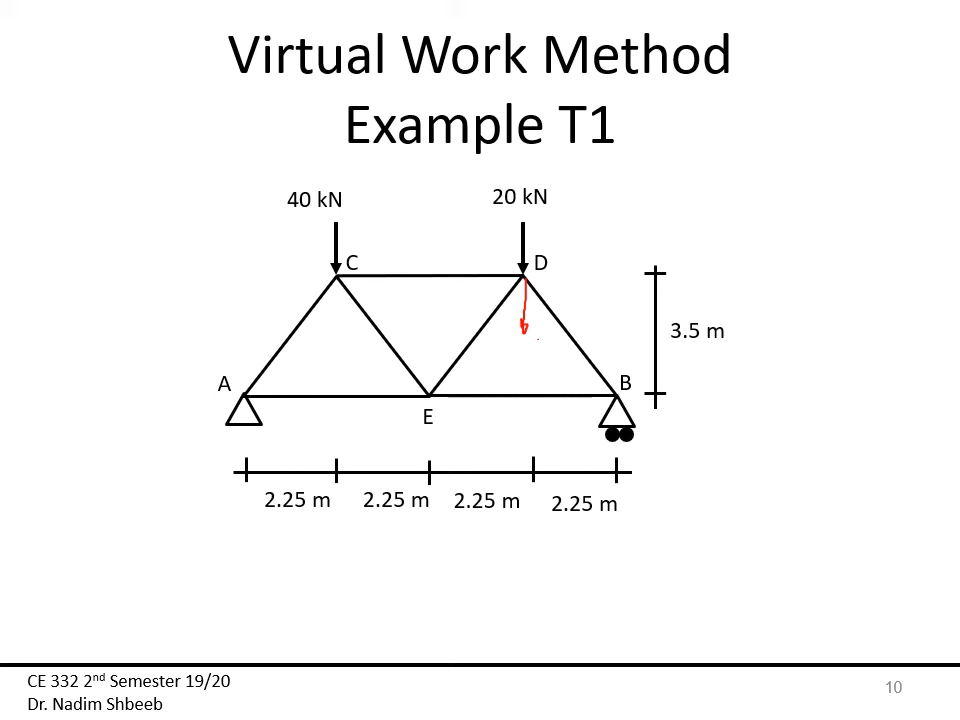 Virtual Work Method
Example T1
40 kN
20 kN
C
D
3.5 m
A
B
E
2.25 m
2.25 m
2.25 m
2.25 m
CE 332 2nd Semester 19/20
Dr. Nadim Shbeeb
10